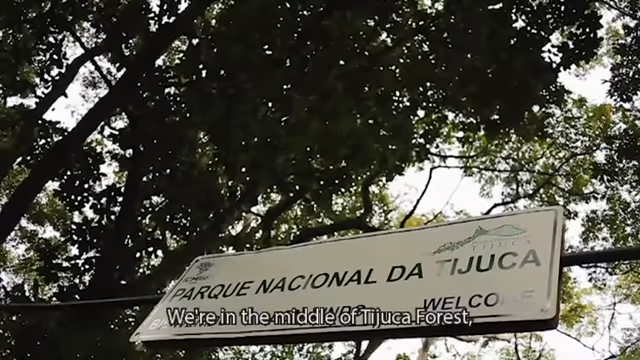 TIJUCA
PARQUE NACIONAL DA TIJUCA
WELCOME
We're in the middle of Tijuca Forest,